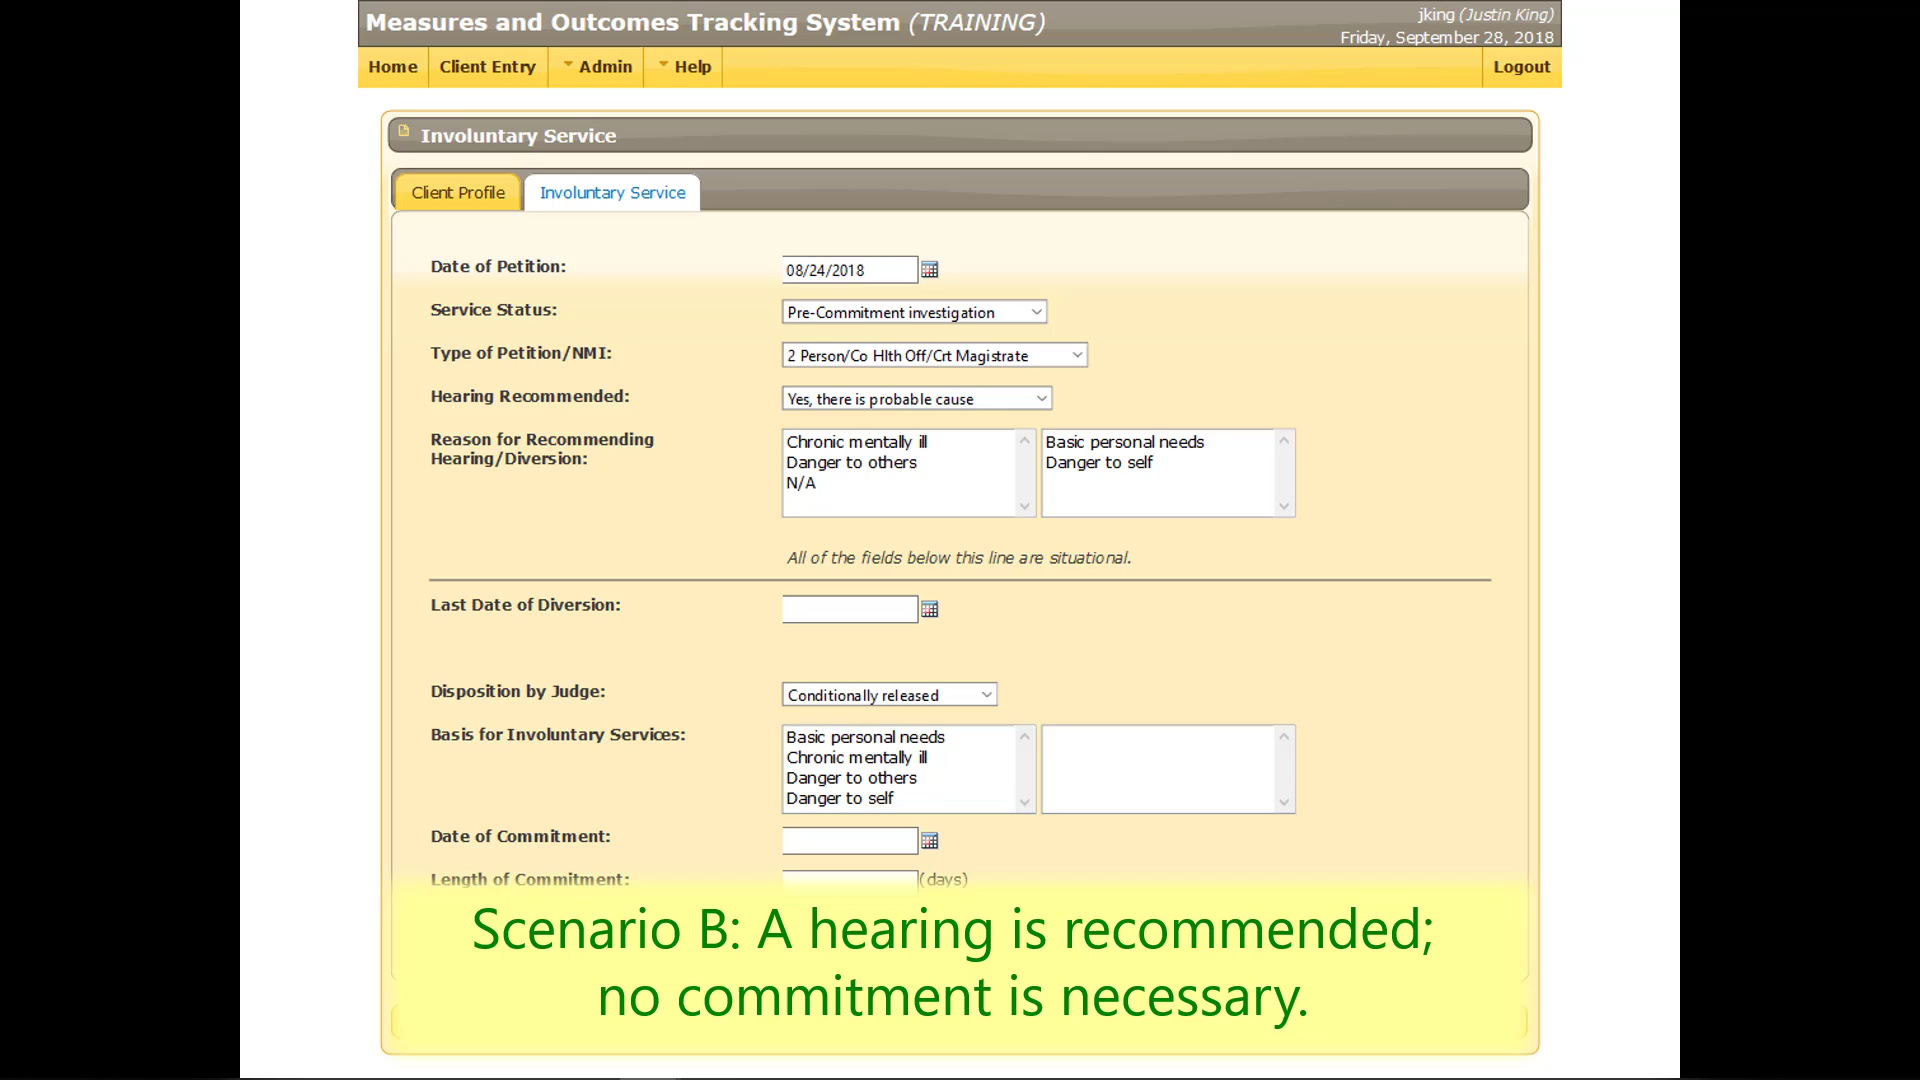 Measures and Outcomes Tracking System (TRAINING)
jking (Justin King)
Friday, September 28, 2018
Home Client Entry Admin Help Logout
Involuntary Service
Client Profile Involuntary Service
Date of Petition: 08/24/2018
Service Status: Pre-Commitment investigation
Type of Petition/NMI: 2 Person/Co Hlth Off/Crt Magistrate
Hearing Recommended: Yes, there is probable cause
Reason for Recommending
Hearing/Diversion:
Chronic mentally ill
Danger to others
N/A
Basic personal needs
Danger to self
All of the fields below this line are situational.
Last Date of Diversion:
Disposition by Judge: Conditionally released
Basis for Involuntary Services:
Basic personal needs
Chronic mentally ill
Danger to others
Danger to self
Date of Commitment:
Length of Commitment: (days)
Scenario B: A hearing is recommended;
no commitment is necessary.